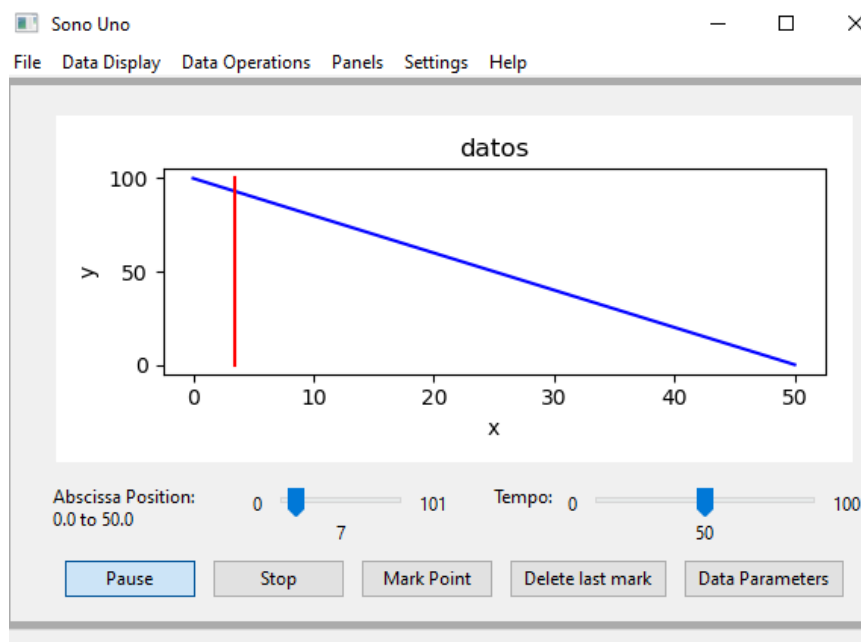 Sono Uno
File Data Display Data Operations Panels Settings Help
datos
100
50
0
y
0 10 20 30 40 50
x
Abscissa Position: 0 101 Tempo: 0 100
0.0 to 50.0
7 50
Pause Stop Mark Point Delete last mark Data Parameters